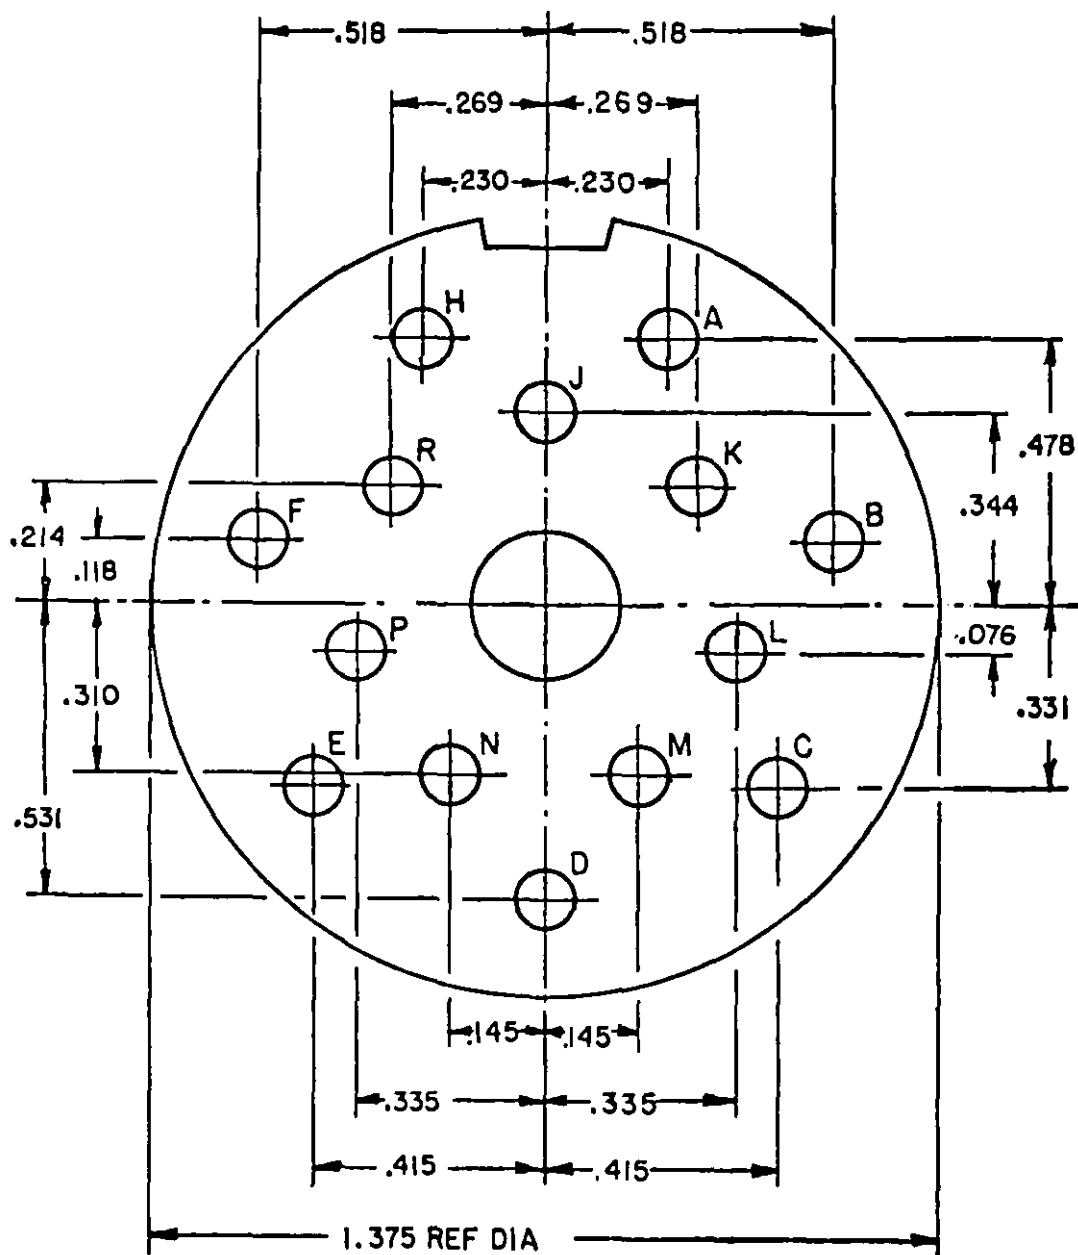 .518 .518
.269 .269
.230 .230
H A
J
.478
R K
.344
F B
.214
.118
P L
.076
.310
.331
E N M C
.531
D
.145 .145
.335 .335
.415 .415
1.375 REF DIA